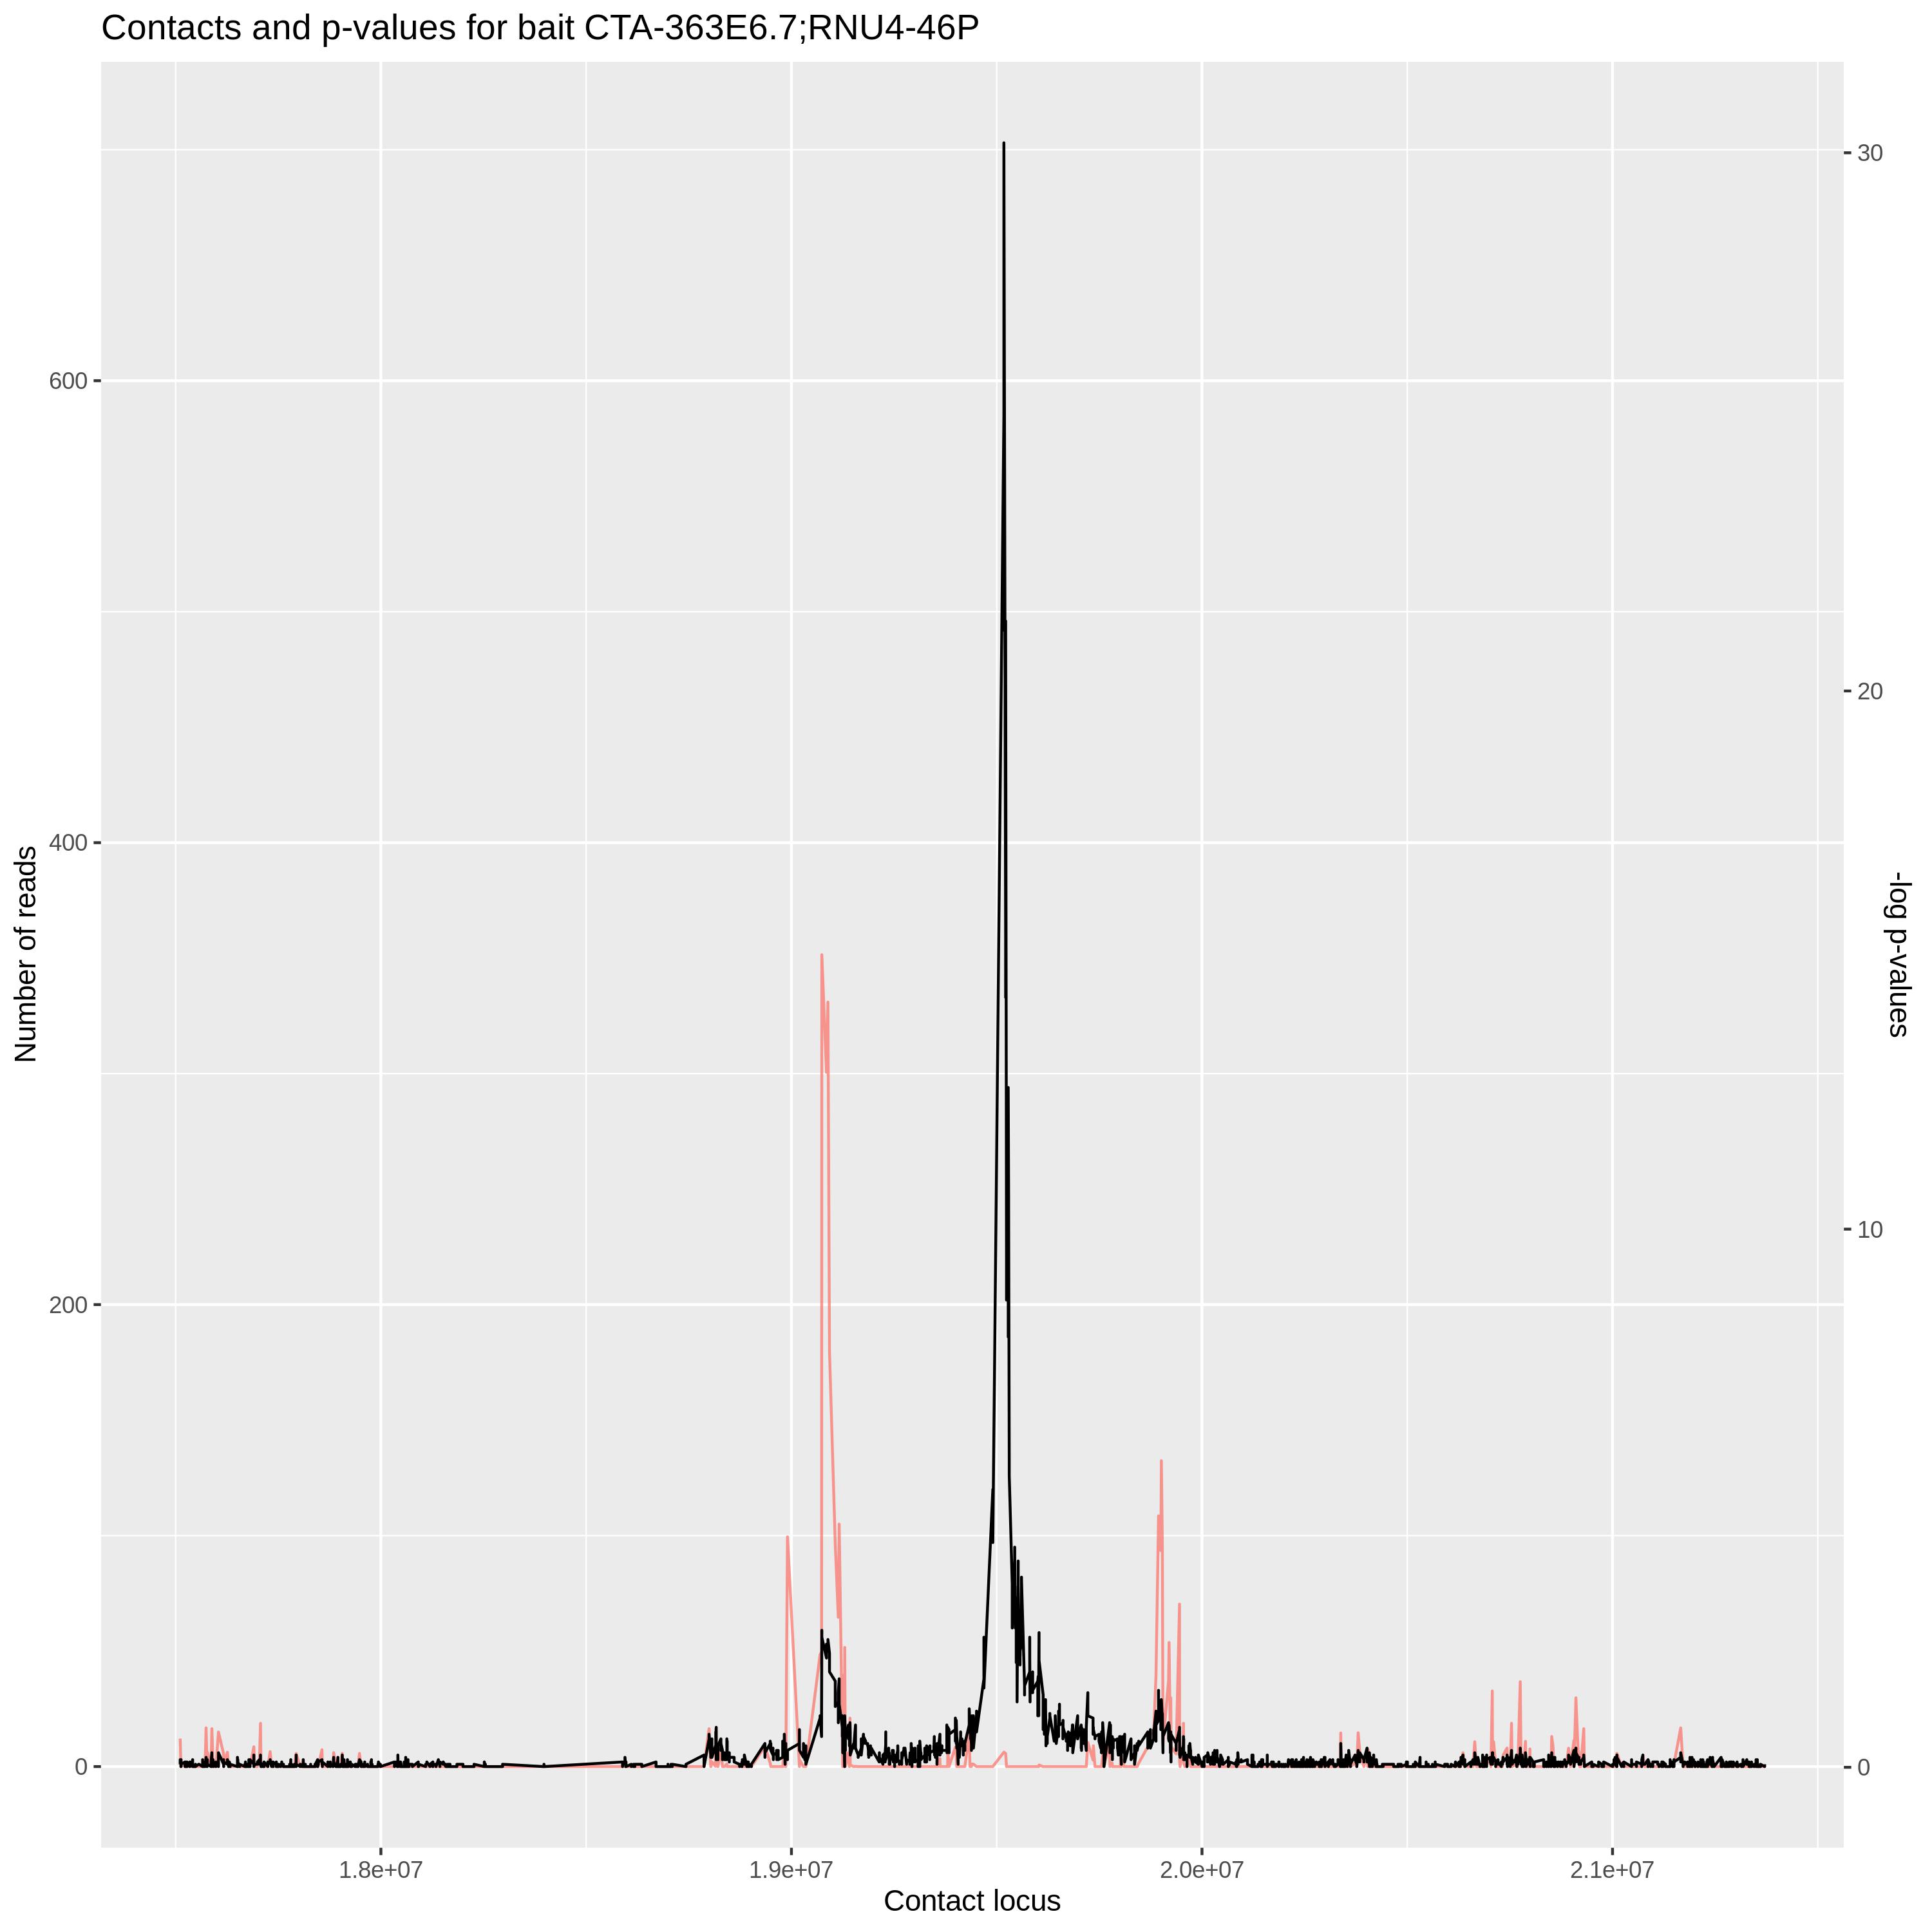 Contacts and p-values for bait CTA-363E6.7;RNU4-46P
Number of reads
600
400
200
0
30
20
10
0
-log p-values
1.8e+07
1.9e+07
2.0e+07
2.1e+07
Contact locus